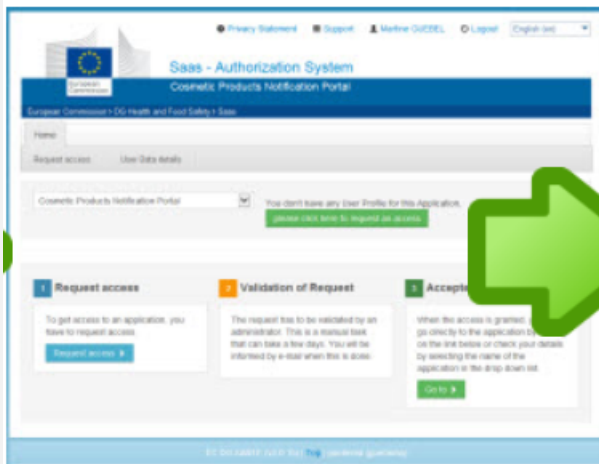 Privacy Statement Support Martine GUEBEL Logout English (en)
European
Commission
Saas - Authorization System
Cosmetic Products Notification Portal
European Commission > DG Health and Food Safety > Saas
Home
Request access User Data details
Cosmetic Products Notification Portal
You don't have any User Profile for this Application.
please click here to request an access
1 Request access
To get access to an application, you
have to request access
Request access
2 Validation of Request
The request has to be validated by an
administrator. This is a manual task
that can take a few days. You will be
informed by e-mail when this is done.
3
When the access is granted,
go directly to the application by
on the link below or check your details
by selecting the name of the
application in the drop down list
Go to
Top